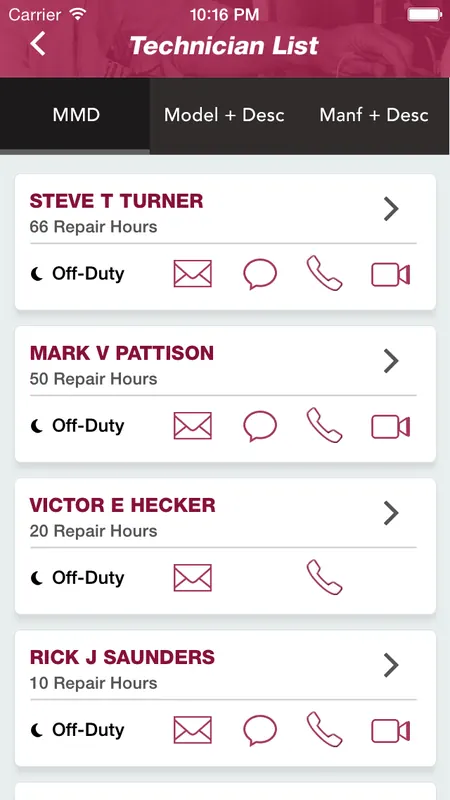 Carrier 10:16 PM
Technician List
MMD Model + Desc Manf + Desc
STEVE T TURNER
66 Repair Hours
Off-Duty
MARK V PATTISON
50 Repair Hours
Off-Duty
VICTOR E HECKER
20 Repair Hours
Off-Duty
RICK J SAUNDERS
10 Repair Hours
Off-Duty